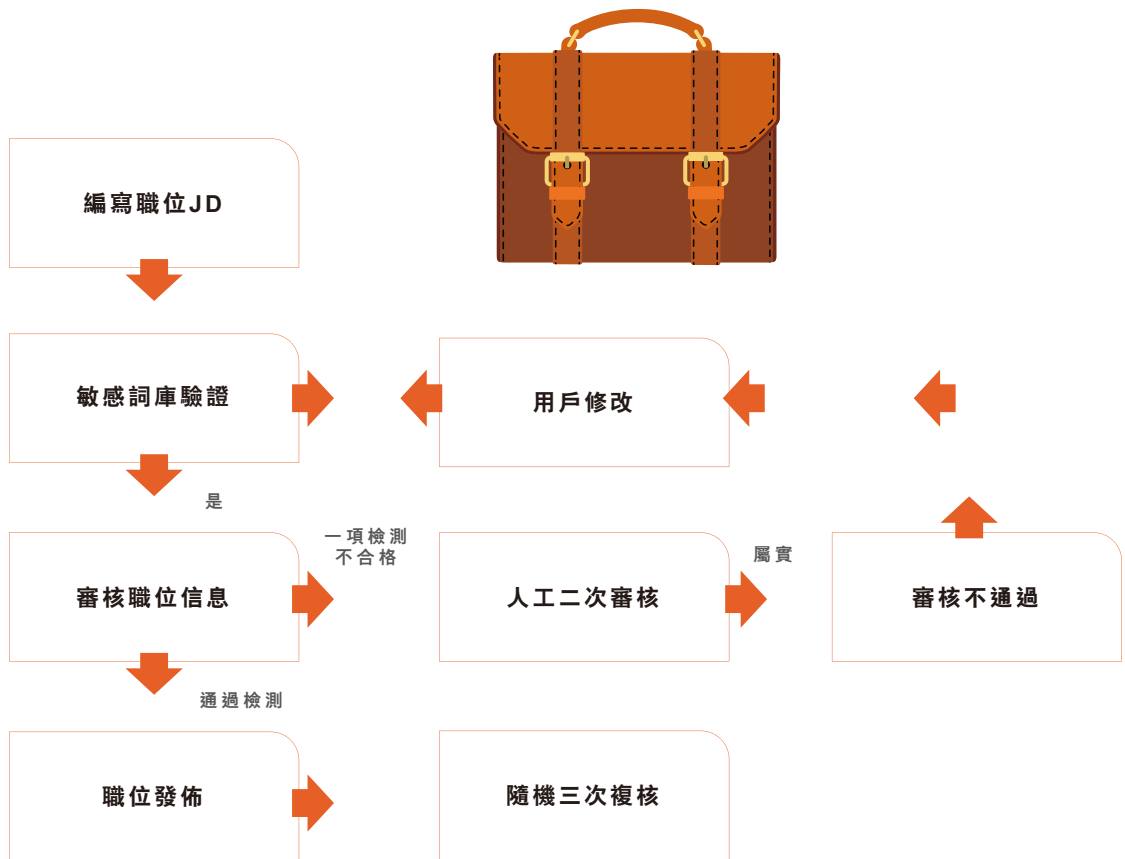 編寫職位JD
敏感詞庫驗證
用戶修改
是
一項檢測
不合格
屬實
審核職位信息
人工二次審核
審核不通過
通過檢測
職位發佈
隨機三次複核